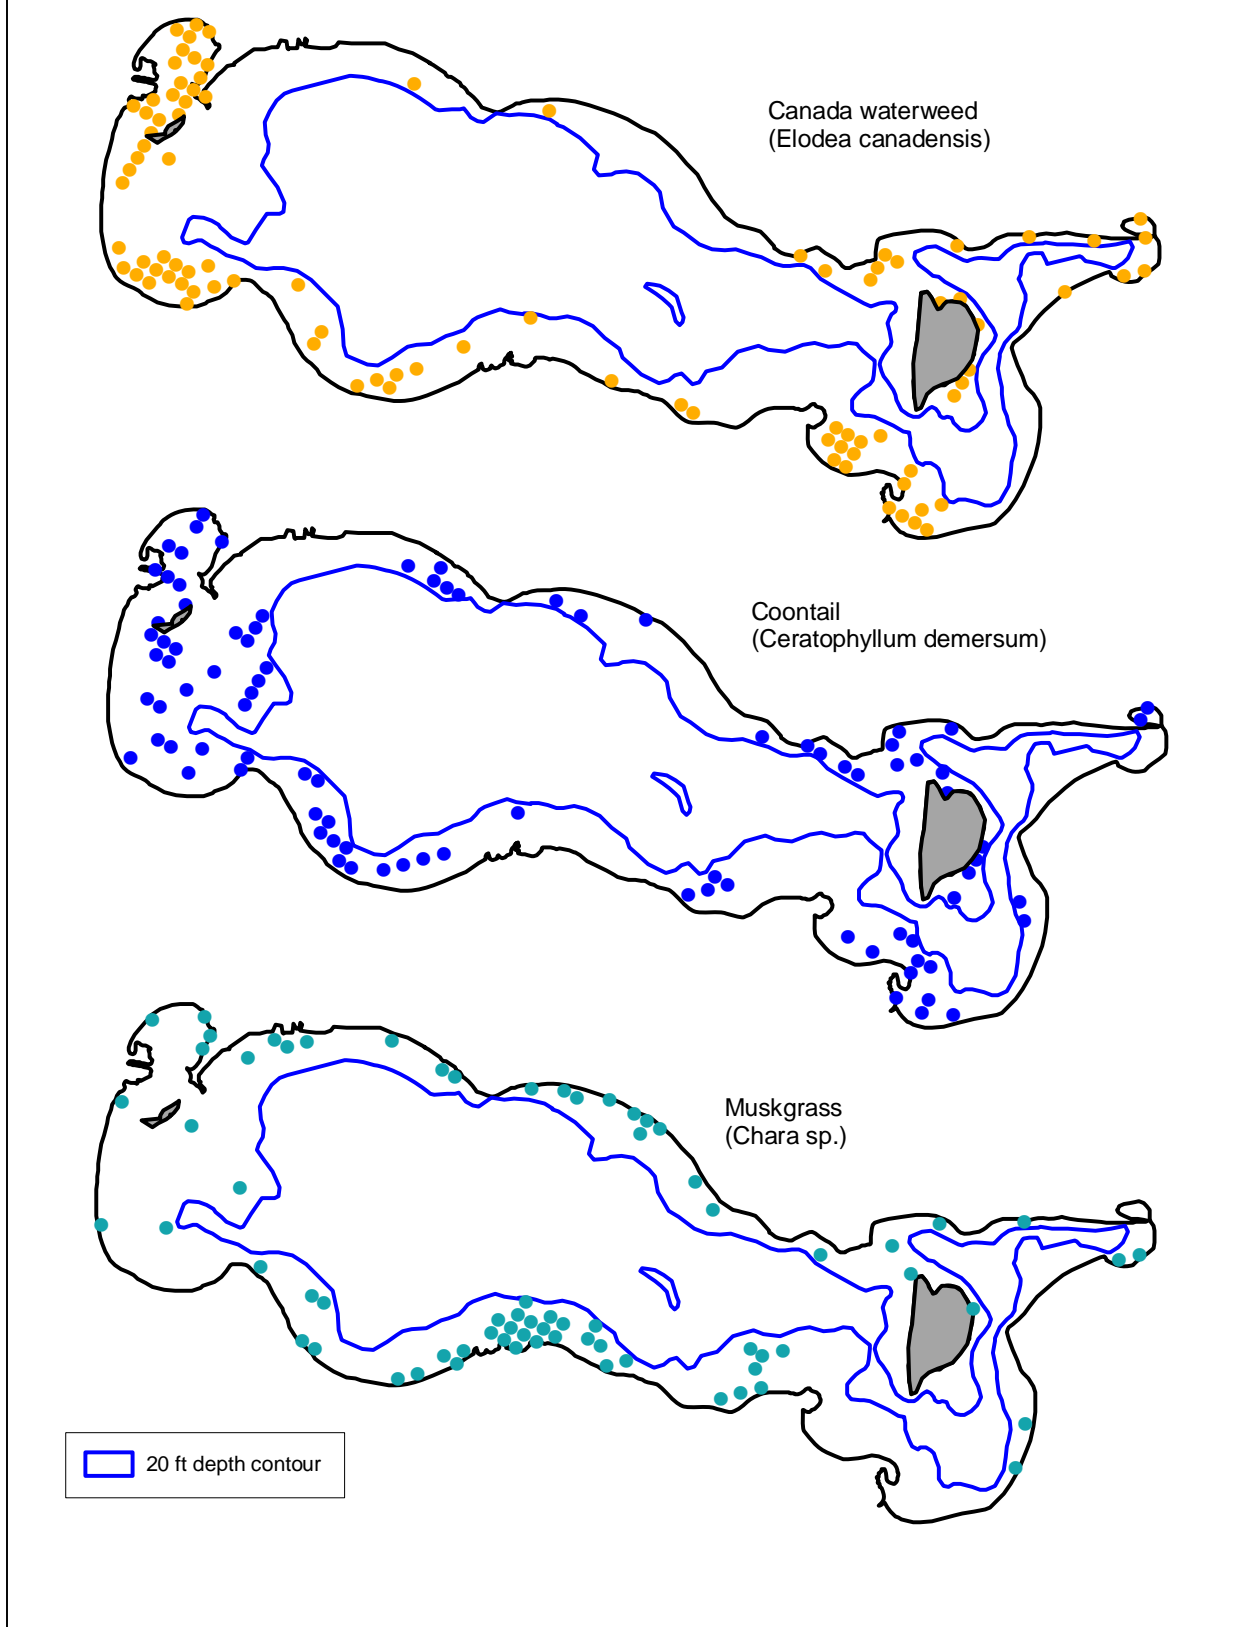 Canada waterweed
(Elodea canadensis)
Coontail
(Ceratophyllum demersum)
Muskgrass
(Chara sp.)
20 ft depth contour